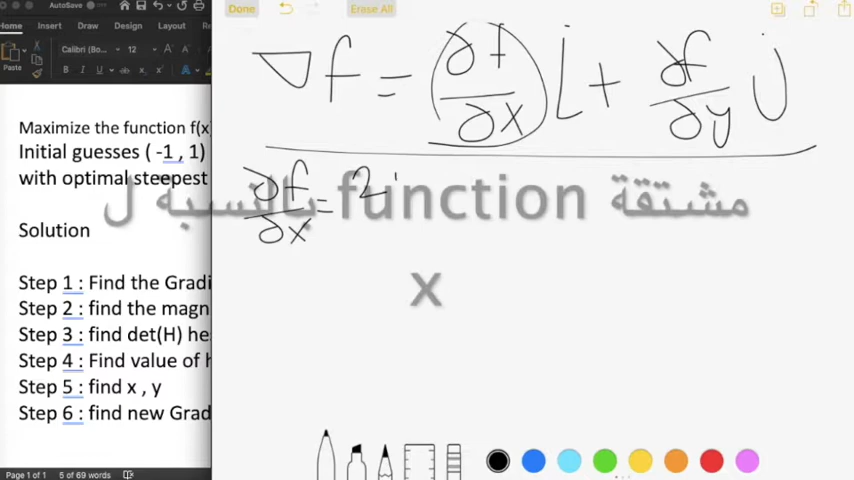 AutoSave
Done
Erase All
Home Insert Draw Design
Calibri (Bo... 12 A^ A˅
Paste B I U ab x x A
∇f = ∂f/∂x i + ∂f/∂y j
Maximize the function f(x
Initial guesses ( -1 , 1)
with optimal steepest
∂f/∂x = 2
مشتقة function بالنسبة ل
x
Solution
Step 1 : Find the Gradi
Step 2 : find the magn
Step 3 : find det(H) he
Step 4 : Find value of h
Step 5 : find x , y
Step 6 : find new Grad
Page 1 of 1 5 of 69 words